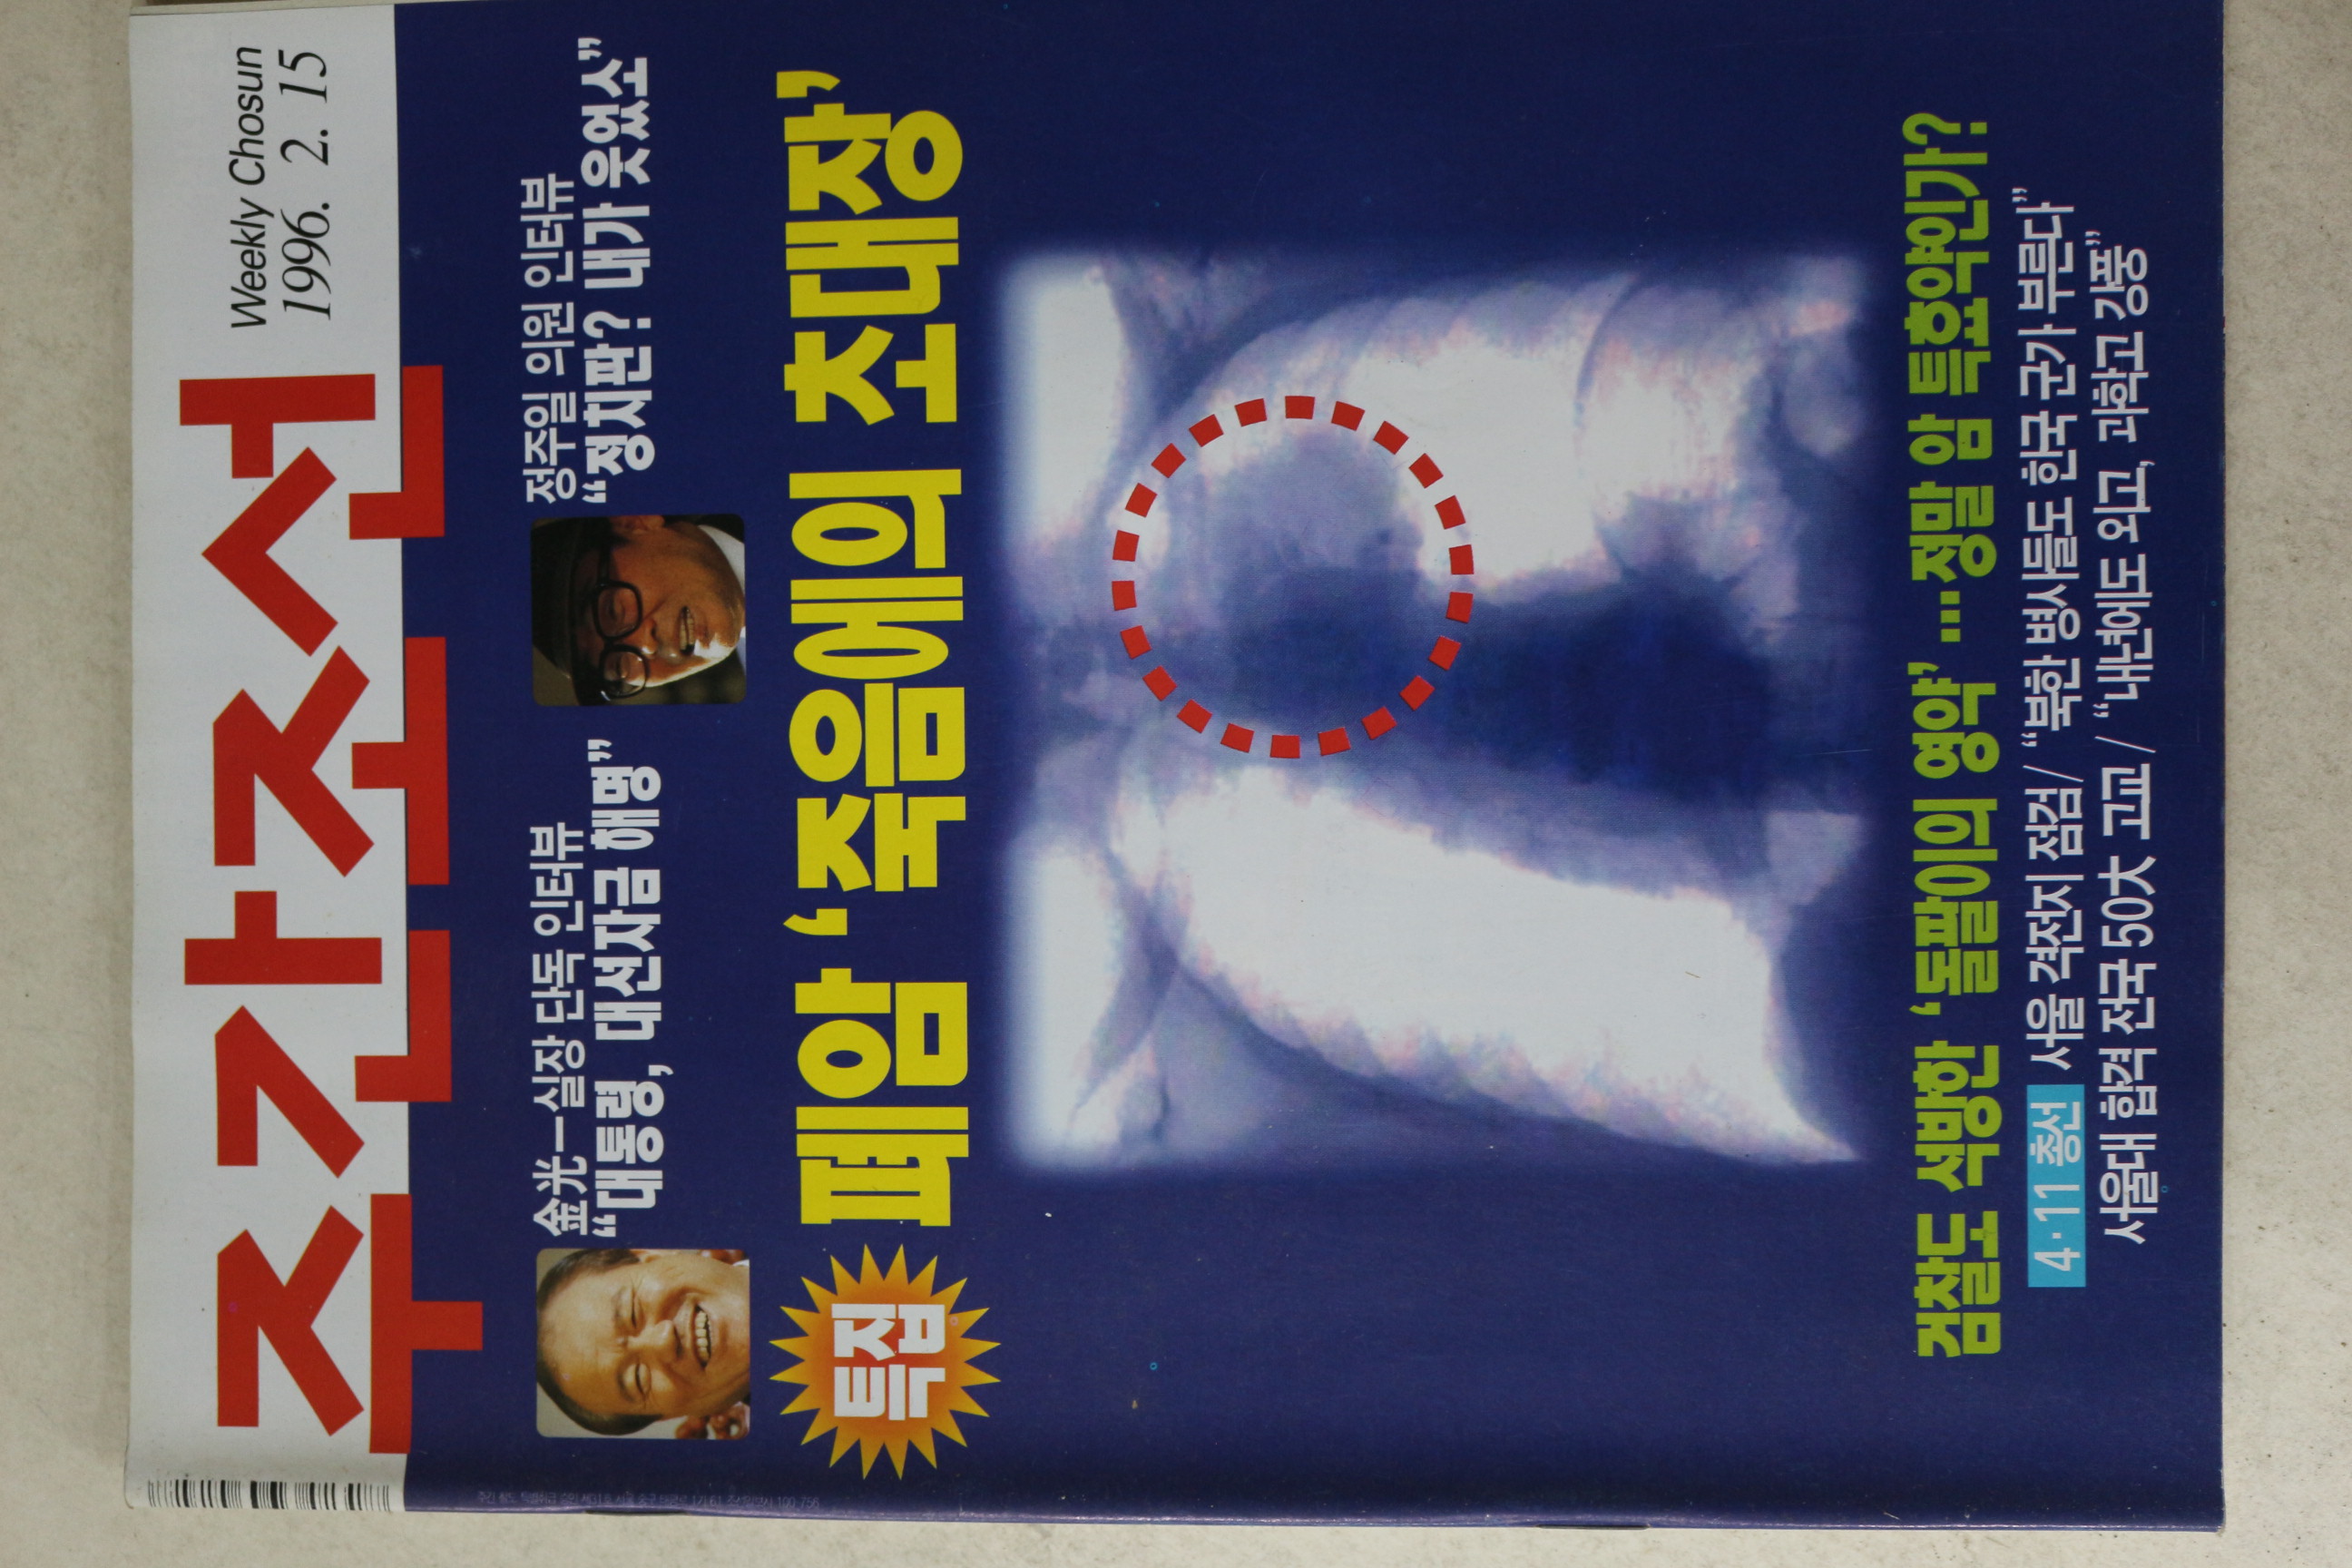 주간조선
Weekly Chosun
1996. 2. 15
金光一실장 단독 인터뷰
“대통령, 대선자금 해명”
정주일 의원 인터뷰
“정치판? 내가 웃었소”
특집
폐암 ‘죽음에의 초대장’
검찰도 석방한 ‘돌팔이의 영약’…정말 암 특효약인가?
4·11 총선 서울 격전지 점검/ “북한 병사들도 한국 군가 부른다”
서울대 합격 전국 50大 고교 / “내년에도 외고, 과학고 강풍”